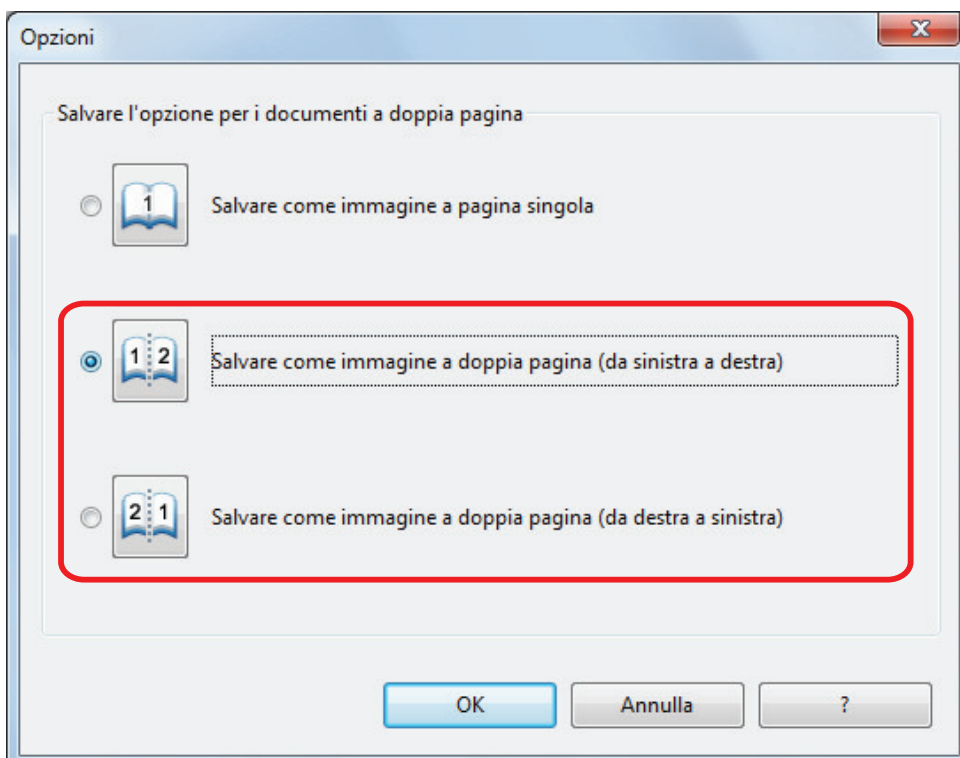 Opzioni
Salvare l'opzione per i documenti a doppia pagina
1 Salvare come immagine a pagina singola
1 2 Salvare come immagine a doppia pagina (da sinistra a destra)
2 1 Salvare come immagine a doppia pagina (da destra a sinistra)
OK Annulla ?